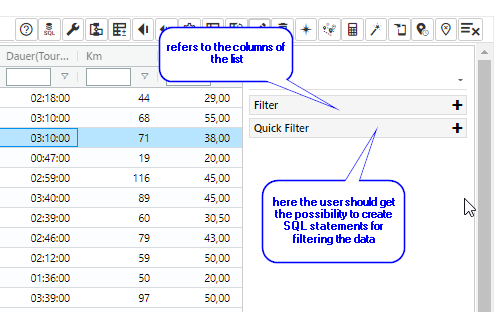 SQL
refers to the columns of
the list
Dauer(Tour... Km
02:18:00 44 29,00
03:10:00 68 55,00
03:10:00 71 38,00
00:47:00 19 20,00
02:59:00 116 45,00
03:40:00 89 45,00
02:39:00 60 30,50
02:46:00 79 43,00
02:12:00 59 50,00
01:36:00 50 20,00
03:39:00 97 50,00
Filter
Quick Filter
here the user should get
the possibility to create
SQL statements for
filtering the data